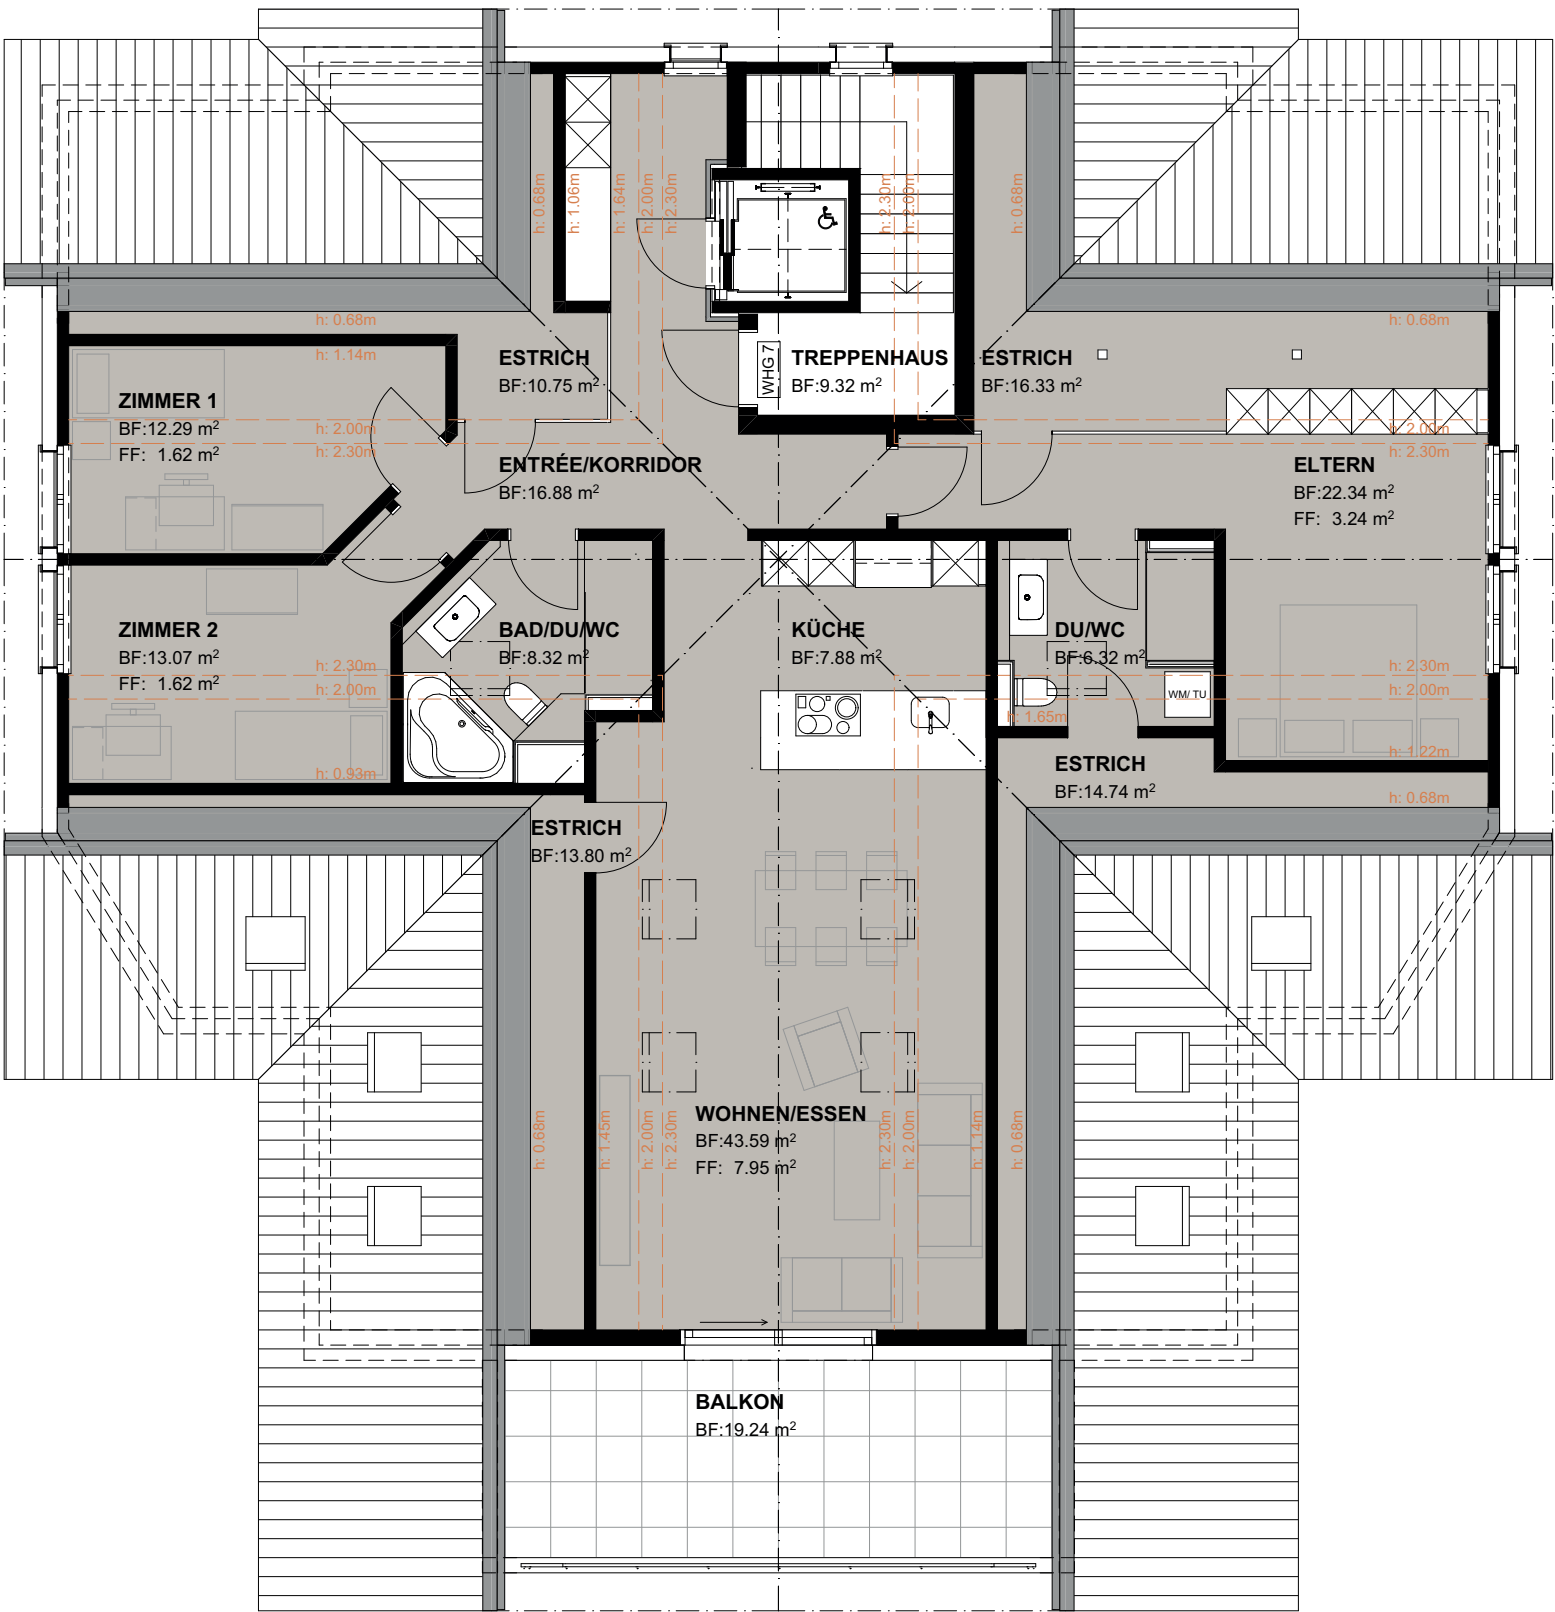 h: 0.68m
h: 1.06m
h: 1.64m
h: 2.00m
h: 2.30m
h: 2.30m
h: 2.00m
h: 0.68m
h: 0.68m
h: 1.14m
h: 0.68m
ESTRICH
BF:10.75 m²
WHG 7
TREPPENHAUS
BF:9.32 m²
ESTRICH
BF:16.33 m²
ZIMMER 1
BF:12.29 m²
FF: 1.62 m²
h: 2.00m
h: 2.30m
h: 2.00m
h: 2.30m
ENTRÉE/KORRIDOR
BF:16.88 m²
ELTERN
BF:22.34 m²
FF: 3.24 m²
ZIMMER 2
BF:13.07 m²
FF: 1.62 m²
BAD/DU/WC
BF:8.32 m²
KÜCHE
BF:7.88 m²
DU/WC
BF:6.32 m²
h: 2.30m
h: 2.00m
h: 2.30m
h: 2.00m
WM/ TU
h: 1.65m
h: 0.93m
h: 1.22m
ESTRICH
BF:14.74 m²
h: 0.68m
ESTRICH
BF:13.80 m²
WOHNEN/ESSEN
BF:43.59 m²
FF: 7.95 m²
h: 0.68m
h: 1.45m
h: 2.00m
h: 2.30m
h: 2.30m
h: 2.00m
h: 1.14m
h: 0.68m
BALKON
BF:19.24 m²